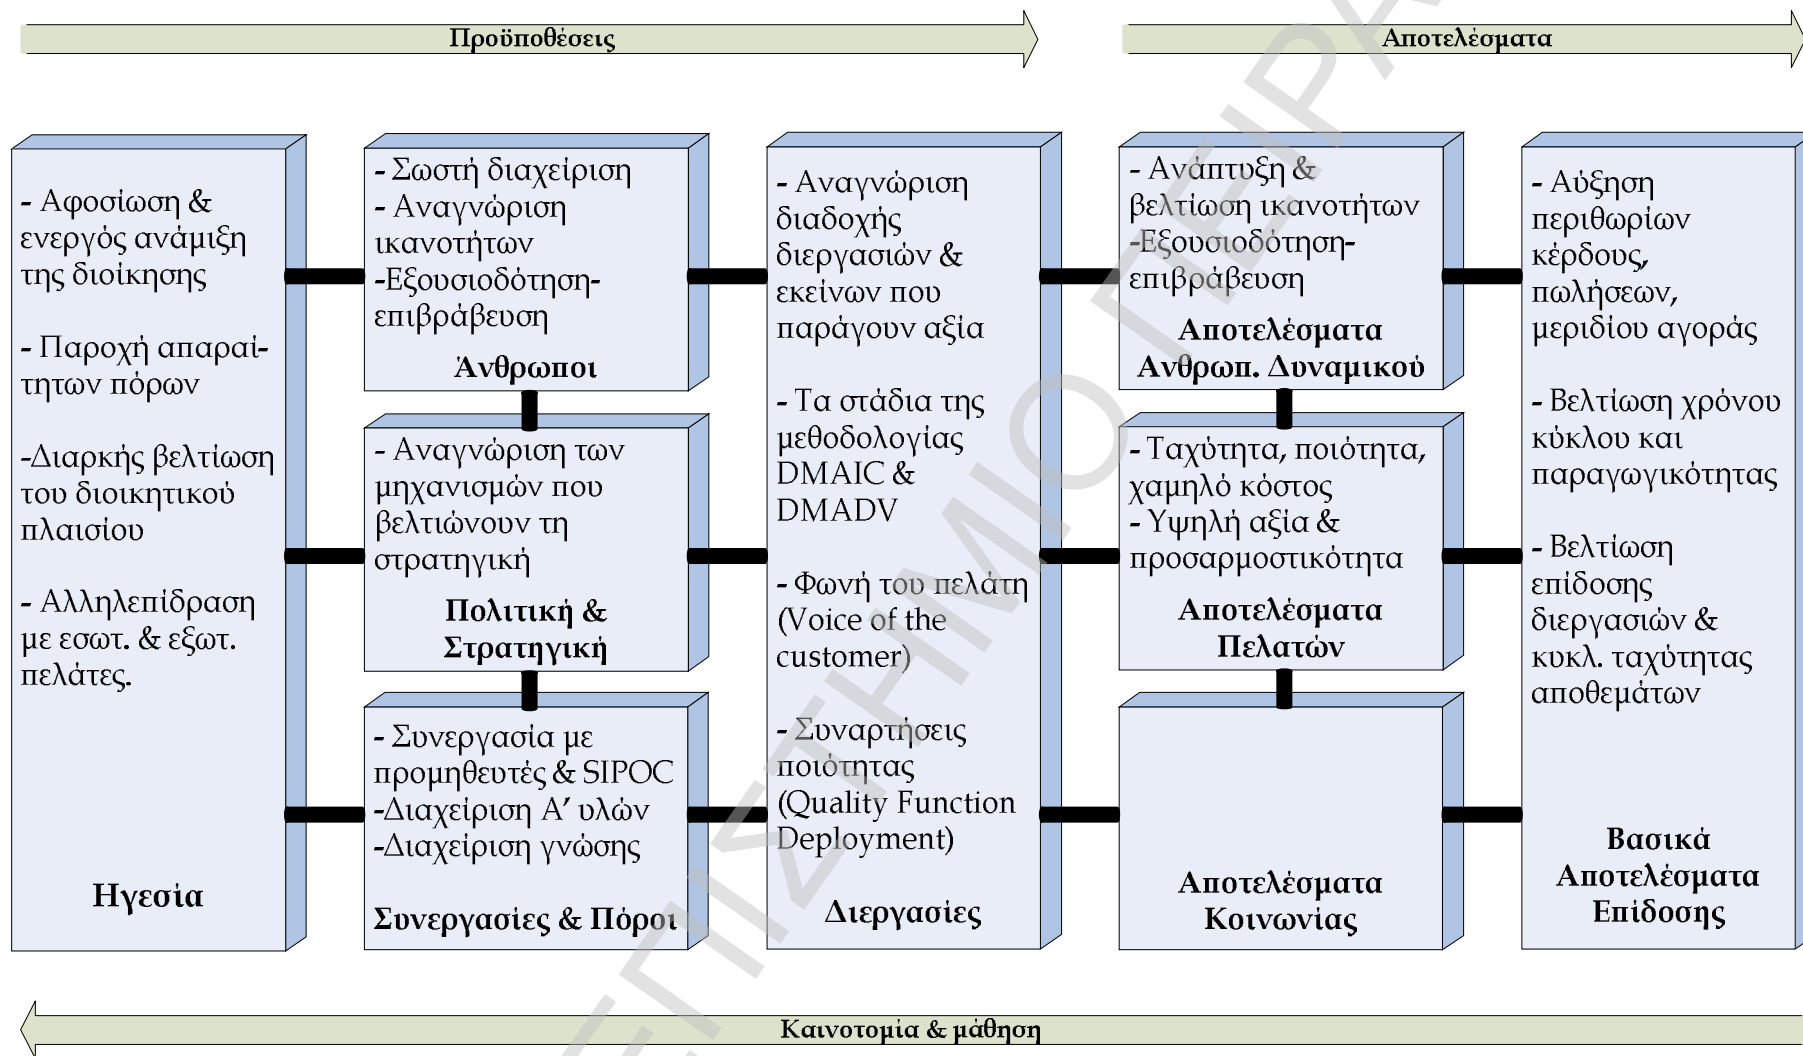 Προϋποθέσεις
Αποτελέσματα
- Αφοσίωση &
ενεργός ανάμιξη
της διοίκησης
- Παροχή απαραί-
τητων πόρων
-Διαρκής βελτίωση
του διοικητικού
πλαισίου
- Αλληλεπίδραση
με εσωτ. & εξωτ.
πελάτες.
Ηγεσία
- Σωστή διαχείριση
- Αναγνώριση
ικανοτήτων
-Εξουσιοδότηση-
επιβράβευση
Άνθρωποι
- Αναγνώριση των
μηχανισμών που
βελτιώνουν τη
στρατηγική
Πολιτική &
Στρατηγική
- Συνεργασία με
προμηθευτές & SIPOC
-Διαχείριση Α’ υλών
-Διαχείριση γνώσης
Συνεργασίες & Πόροι
- Αναγνώριση
διαδοχής
διεργασιών &
εκείνων που
παράγουν αξία
- Τα στάδια της
μεθοδολογίας
DMAIC &
DMADV
- Φωνή του πελάτη
(Voice of the
customer)
- Συναρτήσεις
ποιότητας
(Quality Function
Deployment)
Διεργασίες
- Ανάπτυξη &
βελτίωση ικανοτήτων
-Εξουσιοδότηση-
επιβράβευση
Αποτελέσματα
Ανθρωπ. Δυναμικού
- Ταχύτητα, ποιότητα,
χαμηλό κόστος
- Υψηλή αξία &
προσαρμοστικότητα
Αποτελέσματα
Πελατών
Αποτελέσματα
Κοινωνίας
- Αύξηση
περιθωρίων
κέρδους,
πωλήσεων,
μεριδίου αγοράς
- Βελτίωση χρόνου
κύκλου και
παραγωγικότητας
- Βελτίωση
επίδοσης
διεργασιών &
κυκλ. ταχύτητας
αποθεμάτων
Βασικά
Αποτελέσματα
Επίδοσης
Καινοτομία & μάθηση